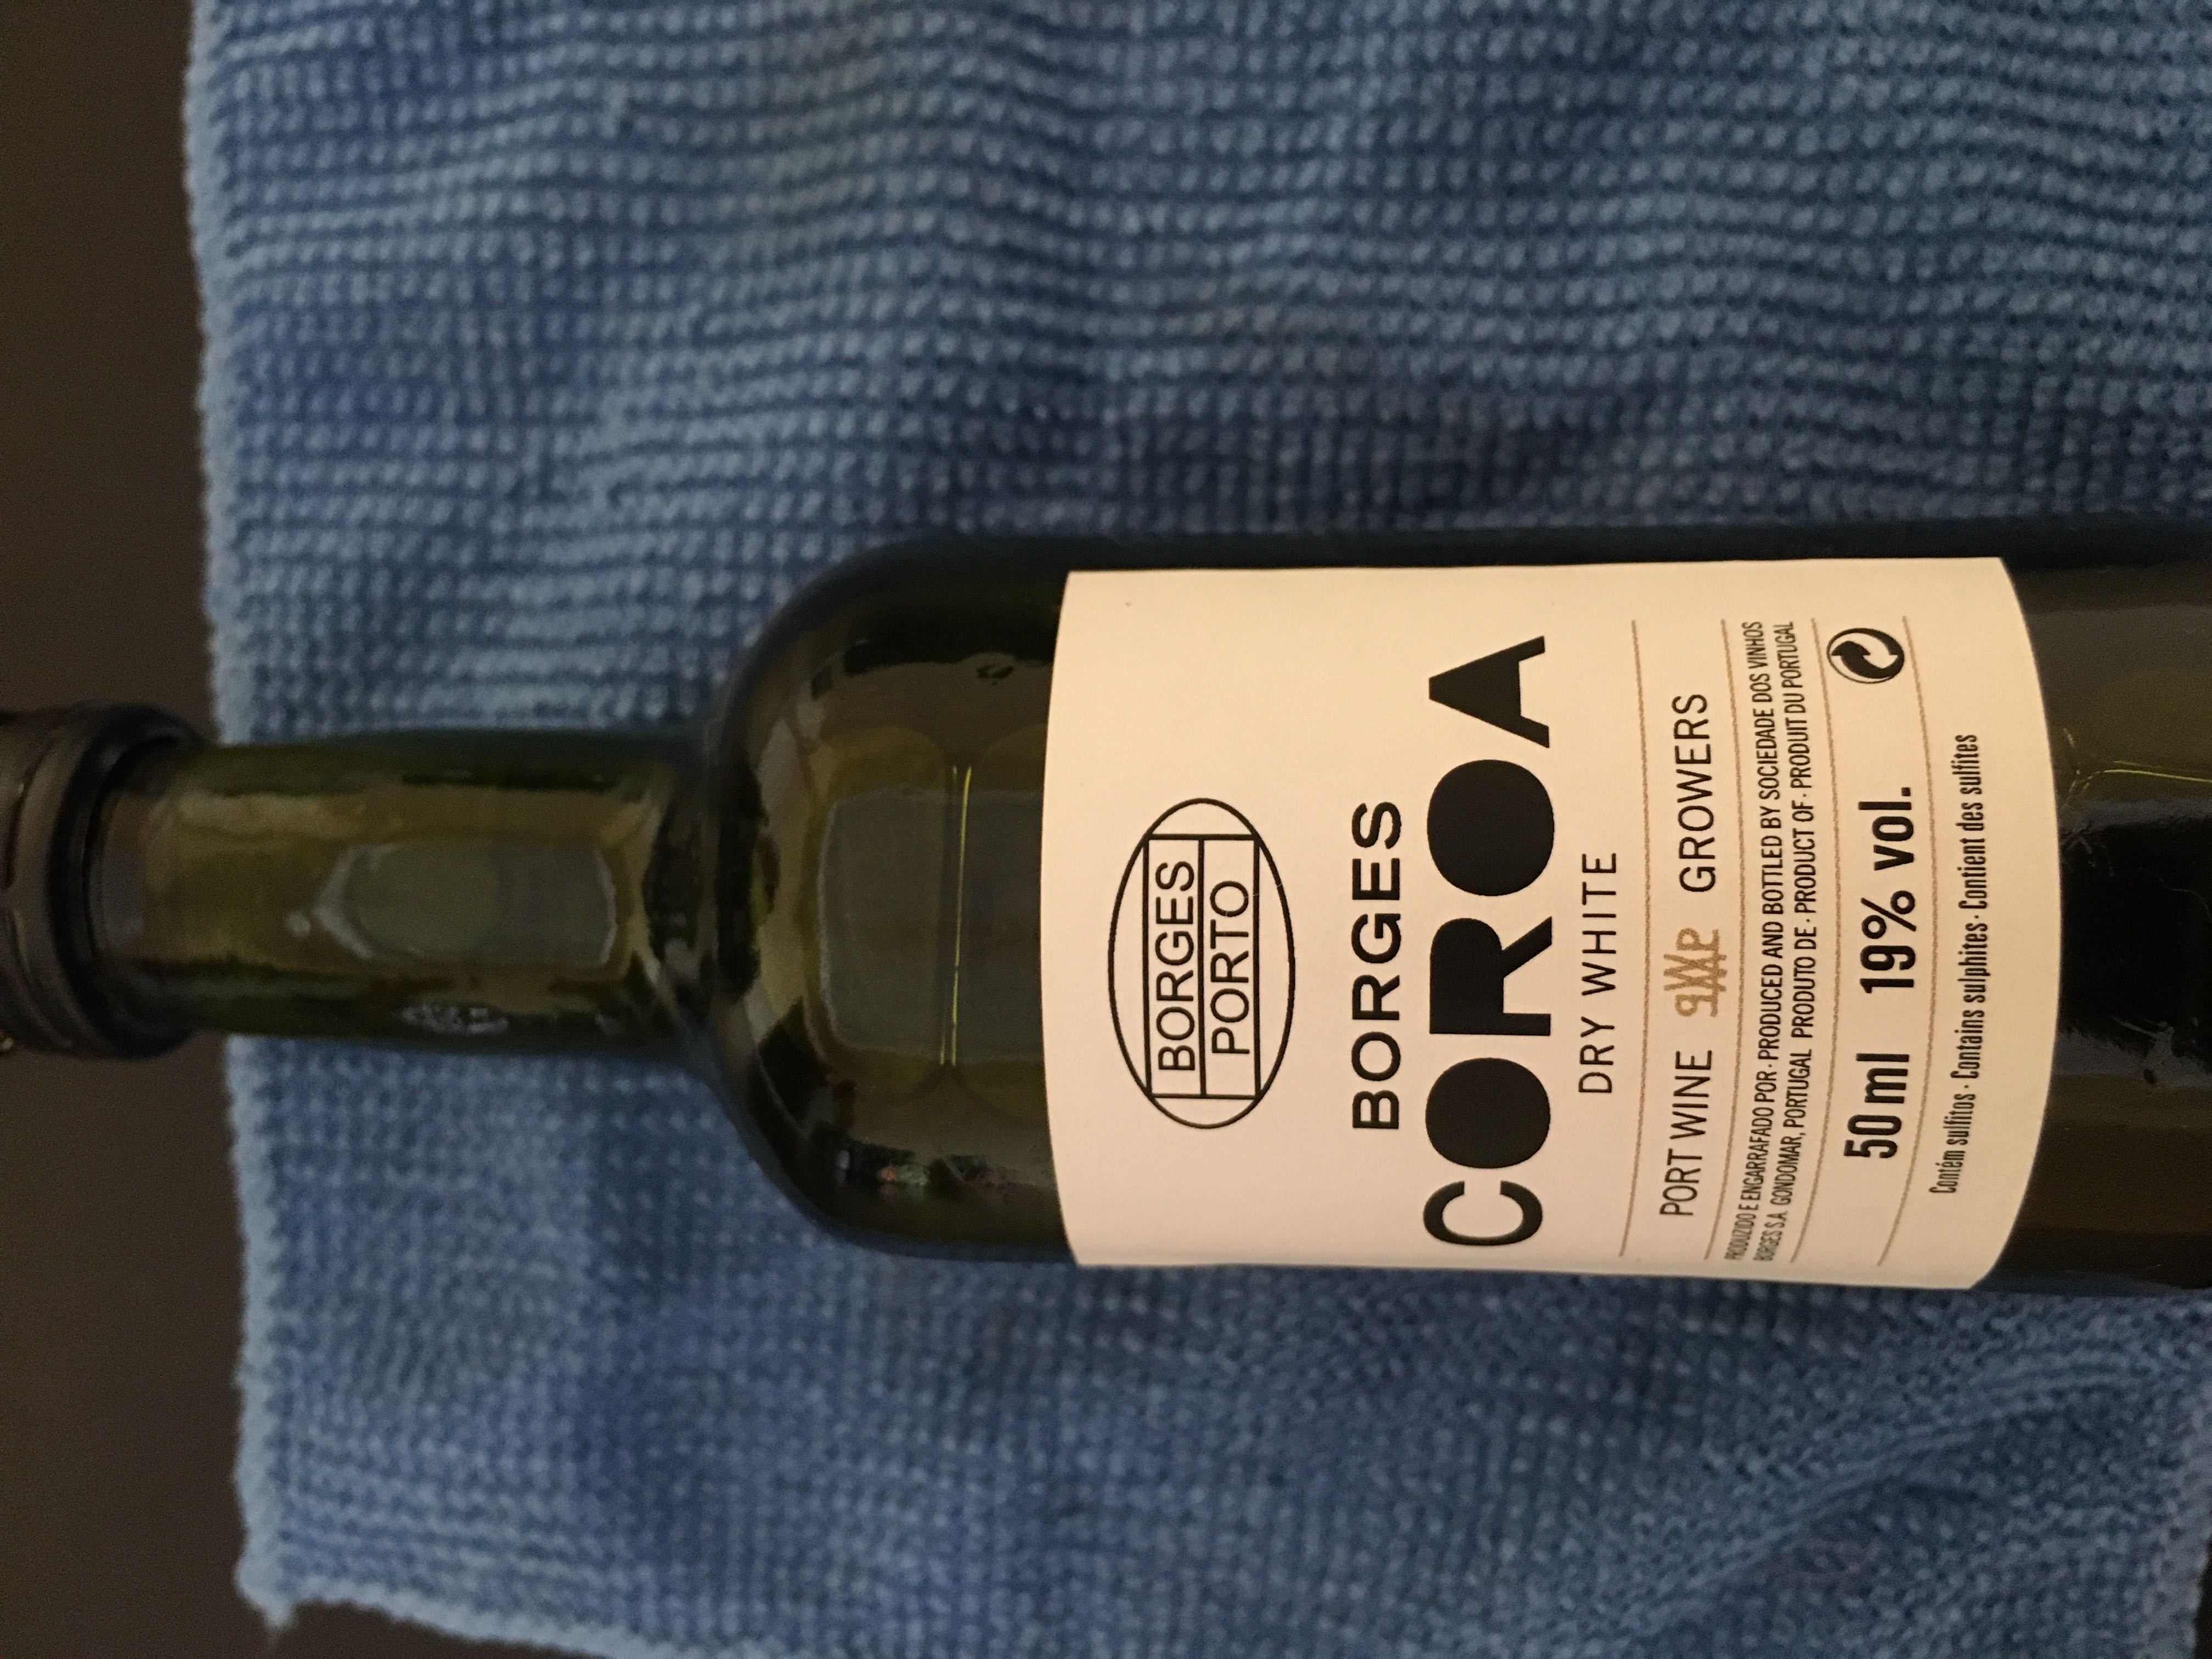 BORGES
PORTO
BORGES
COROA
DRY WHITE
PORT WINE GROWERS
PRODUZIDO E ENGARRAFADO POR · PRODUCED AND BOTTLED BY SOCIEDADE DOS VINHOS
BORGES S.A. GONDOMAR, PORTUGAL PRODUTO DE · PRODUCT OF · PRODUIT DU PORTUGAL
50 ml 19% vol.
Contém sulfitos · Contains sulphites · Contient des sulfites